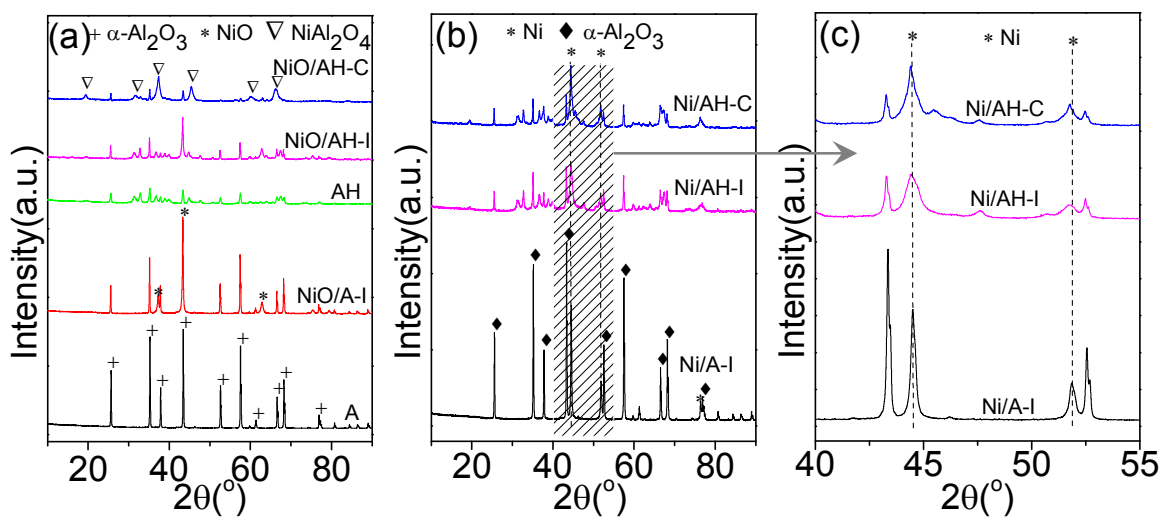 (a)
+ α-Al₂O₃ * NiO ▽ NiAl₂O₄
NiO/AH-C
NiO/AH-I
AH
NiO/A-I
A
Intensity(a.u.)
20 40 60 80
2θ(°)
(b)
* Ni ◆ α-Al₂O₃
Ni/AH-C
Ni/AH-I
Ni/A-I
Intensity(a.u.)
20 40 60 80
2θ(°)
(c)
* Ni
Ni/AH-C
Ni/AH-I
Ni/A-I
Intensity(a.u.)
40 45 50 55
2θ(°)